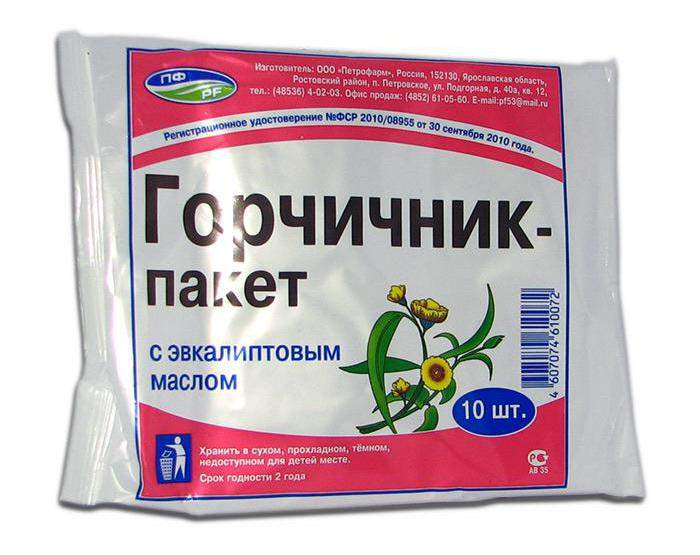 ПФ
PF
Изготовитель: ООО «Петрофарм», Россия, 152130, Ярославская область,
Ростовский район, п. Петровское, ул. Подгорная, д. 40а, кв. 12,
тел.: (48536) 4-02-03. Офис продаж: (4852) 61-05-60. E-mail:pf53@mail.ru
Регистрационное удостоверение №ФСР 2010/08955 от 30 сентября 2010 года.
Горчичник-
пакет
с эвкалиптовым
маслом
4 607074 610072
10 шт.
Хранить в сухом, прохладном, тёмном,
недоступном для детей месте.
Срок годности 2 года
АВ 35